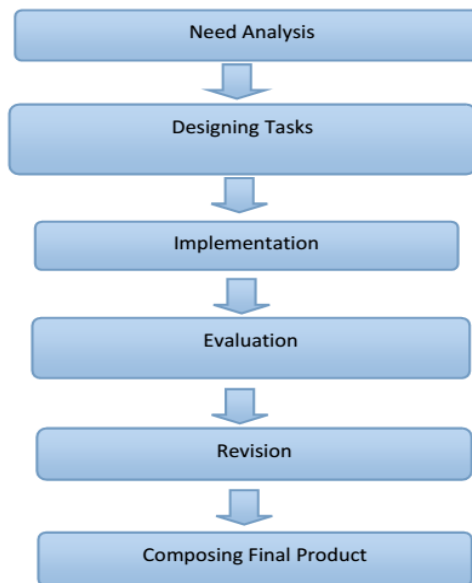 Need Analysis
Designing Tasks
Implementation
Evaluation
Revision
Composing Final Product